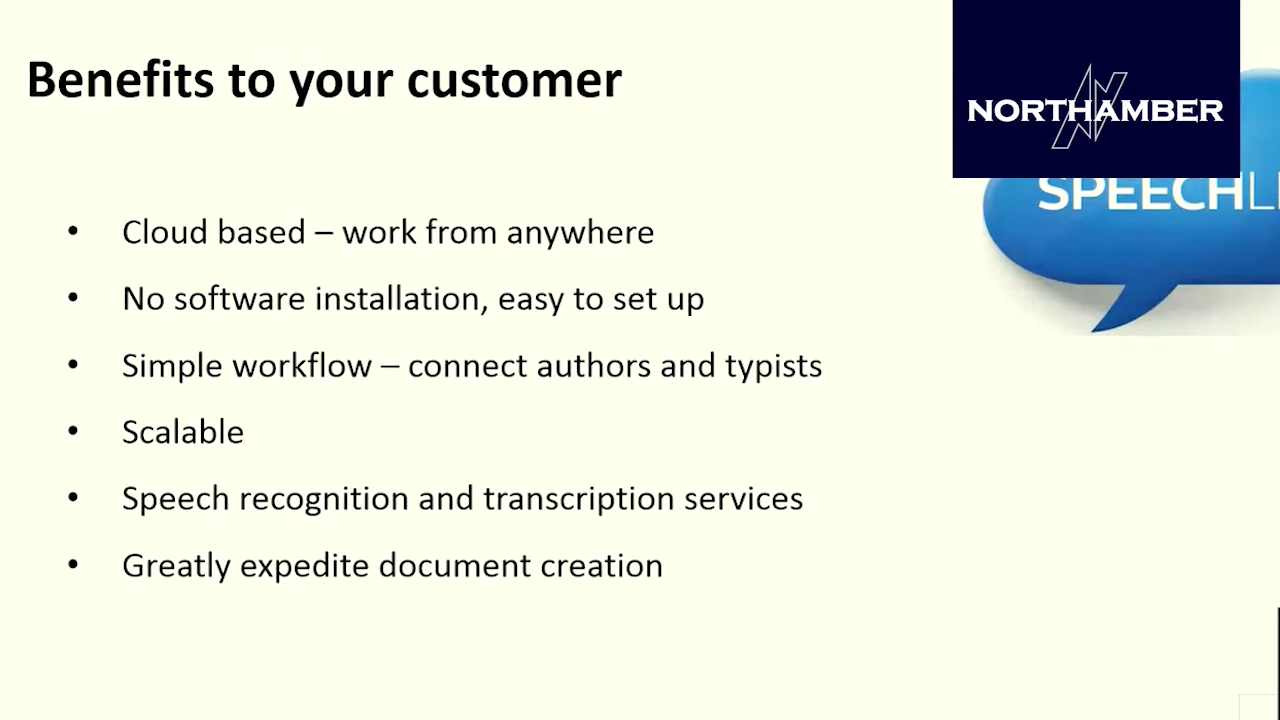 Benefits to your customer
NORTHAMBER
• Cloud based – work from anywhere
• No software installation, easy to set up
• Simple workflow – connect authors and typists
• Scalable
• Speech recognition and transcription services
• Greatly expedite document creation